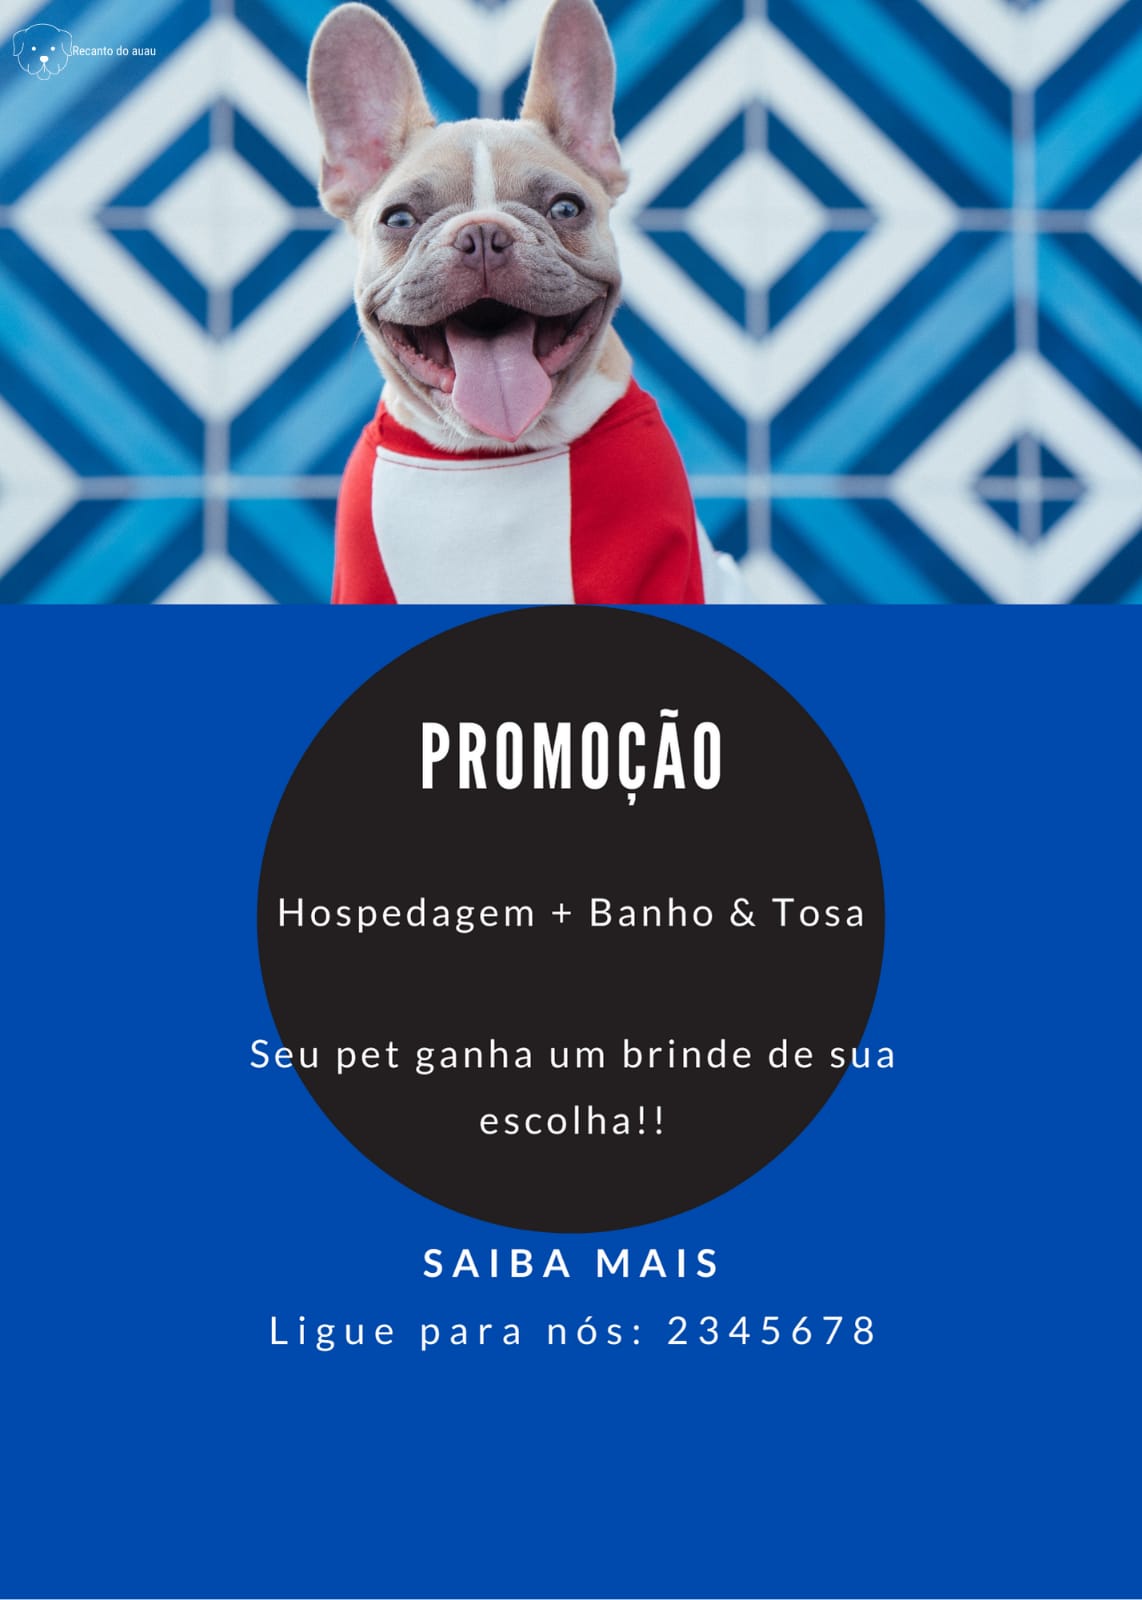 Recanto do auau
PROMOÇÃO
Hospedagem + Banho & Tosa
Seu pet ganha um brinde de sua
escolha!!
SAIBA MAIS
Ligue para nós: 2345678